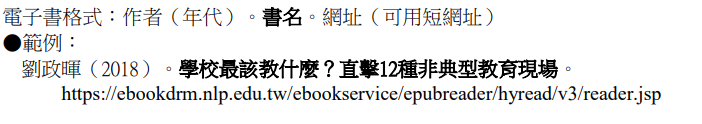 電子書格式：作者（年代）。書名。網址（可用短網址）
●範例：
劉政暉（2018）。學校最該教什麼？直擊12種非典型教育現場。
https://ebookdrm.nlp.edu.tw/ebookservice/epubreader/hyread/v3/reader.jsp